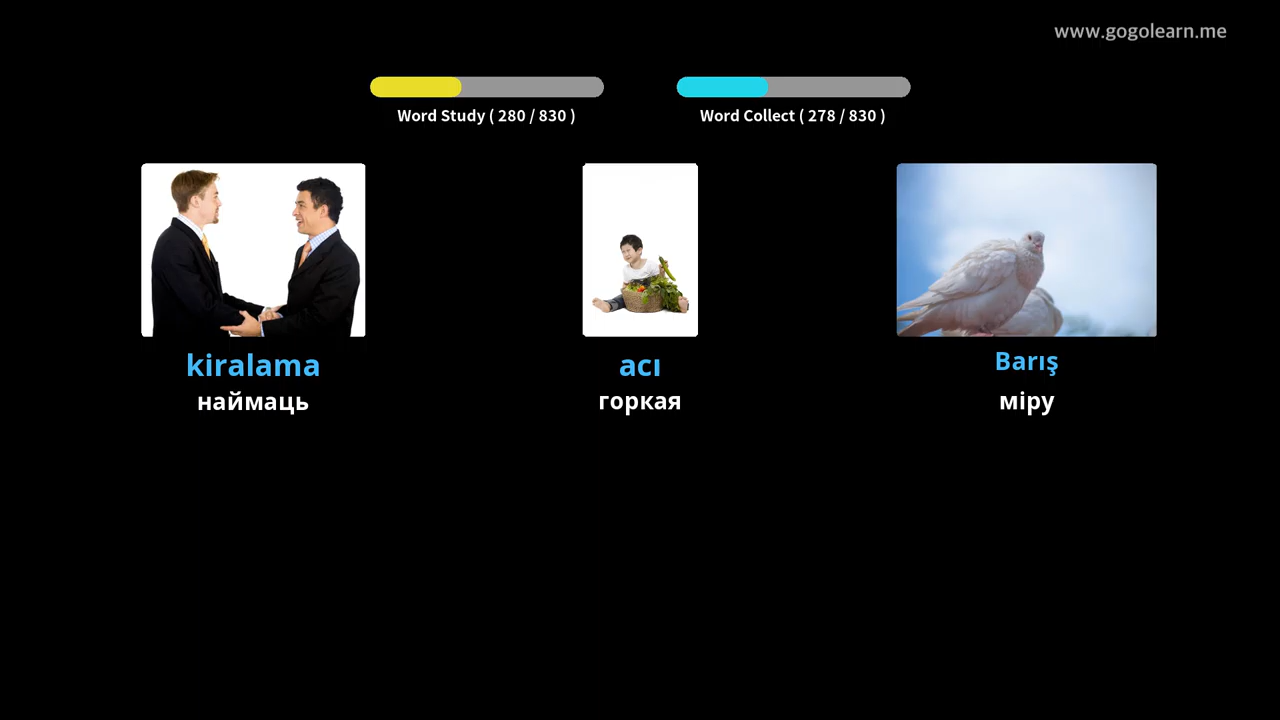 www.gogolearn.me
Word Study ( 280 / 830 )
Word Collect ( 278 / 830 )
kiralama
наймаць
acı
горкая
Barış
міру